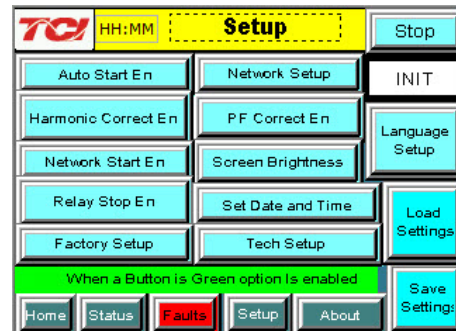 TCI HH:MM Setup Stop
Auto Start En Network Setup INIT
Harmonic Correct En PF Correct En
Language
Setup
Network Start En Screen Brightness
Relay Stop En Set Date and Time
Load
Settings
Factory Setup Tech Setup
When a Button is Green option Is enabled
Save
Setting
Home Status Faults Setup About